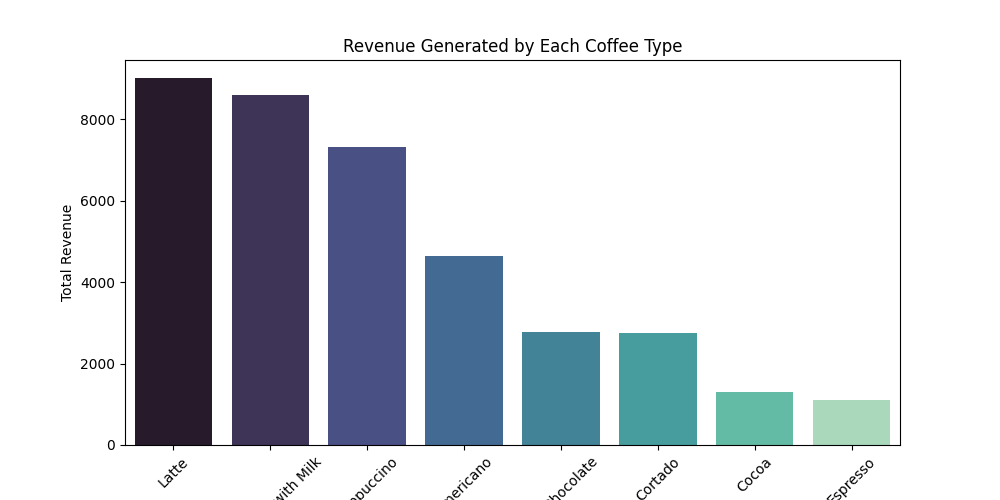 Revenue Generated by Each Coffee Type
Total Revenue
8000
6000
4000
2000
0
Latte
with Milk
ppuccino
mericano
hocolate
Cortado
Cocoa
Espresso